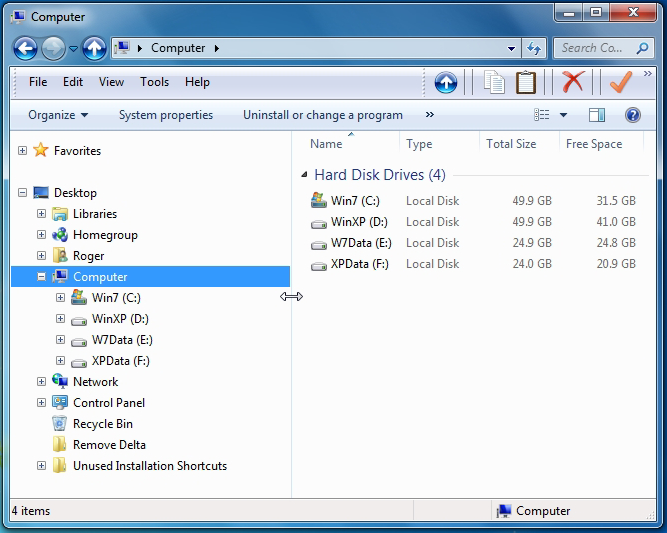 Computer
Computer
Search Co...
File Edit View Tools Help
»
Organize System properties Uninstall or change a program »
Name Type Total Size Free Space
Favorites
Hard Disk Drives (4)
Desktop
Win7 (C:) Local Disk 49.9 GB 31.5 GB
Libraries
WinXP (D:) Local Disk 49.9 GB 41.0 GB
Homegroup
W7Data (E:) Local Disk 24.9 GB 24.8 GB
Roger
XPData (F:) Local Disk 24.0 GB 20.9 GB
Computer
Win7 (C:)
WinXP (D:)
W7Data (E:)
XPData (F:)
Network
Control Panel
Recycle Bin
Remove Delta
Unused Installation Shortcuts
4 items
Computer